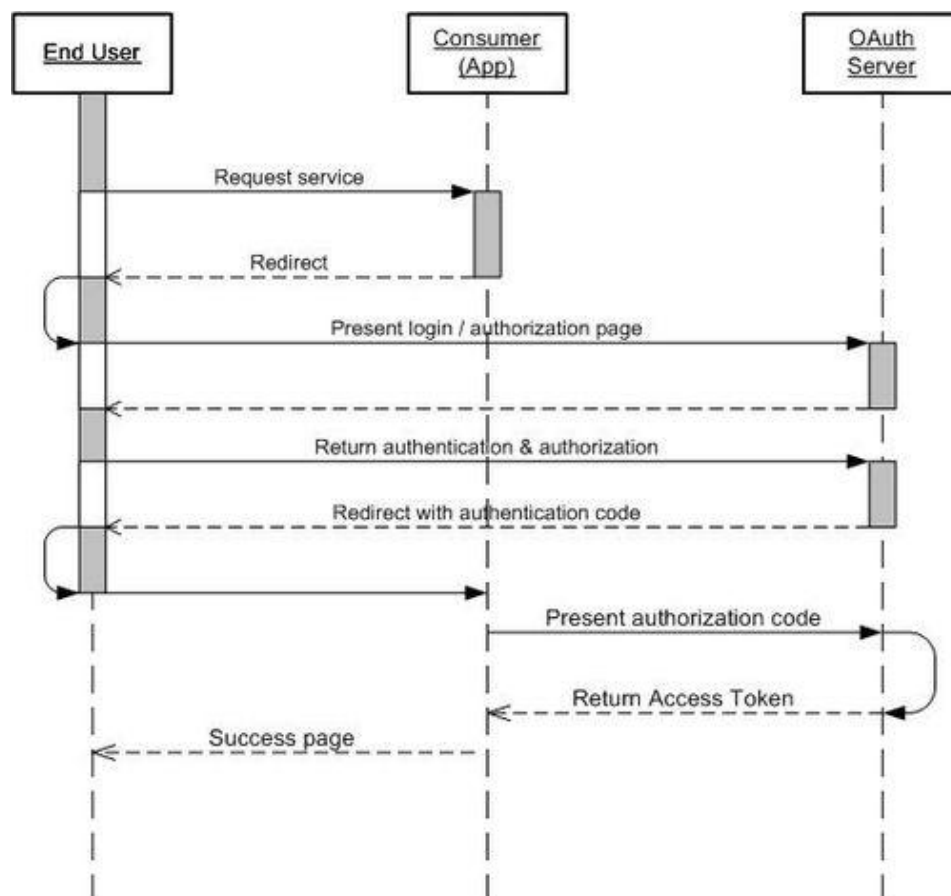 End User
Consumer
(App)
OAuth
Server
Request service
Redirect
Present login / authorization page
Return authentication & authorization
Redirect with authentication code
Present authorization code
Return Access Token
Success page